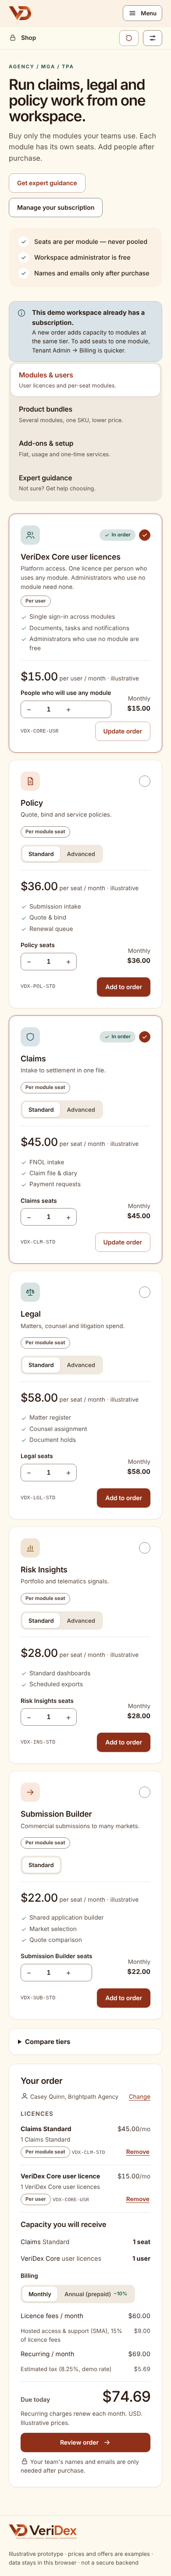 Menu
Shop
AGENCY / MGA / TPA
Run claims, legal and
policy work from one
workspace.
Buy only the modules your teams use. Each
module has its own seats. Add people after
purchase.
Get expert guidance
Manage your subscription
Seats are per module — never pooled
Workspace administrator is free
Names and emails only after purchase
This demo workspace already has a
subscription.
A new order adds capacity to modules at
the same tier. To add seats to one module,
Tenant Admin → Billing is quicker.
Modules & users
User licences and per-seat modules.
Product bundles
Several modules, one SKU, lower price.
Add-ons & setup
Flat, usage and one-time services.
Expert guidance
Not sure? Get help choosing.
In order
VeriDex Core user licences
Platform access. One licence per person who
uses any module. Administrators who use no
module need none.
Per user
Single sign-in across modules
Documents, tasks and notifications
Administrators who use no module are
free
$15.00 per user / month · illustrative
People who will use any module
− 1 +
Monthly
$15.00
VDX-CORE-USR
Update order
Policy
Quote, bind and service policies.
Per module seat
Standard Advanced
$36.00 per seat / month · illustrative
Submission intake
Quote & bind
Renewal queue
Policy seats
− 1 +
Monthly
$36.00
VDX-POL-STD
Add to order
In order
Claims
Intake to settlement in one file.
Per module seat
Standard Advanced
$45.00 per seat / month · illustrative
FNOL intake
Claim file & diary
Payment requests
Claims seats
− 1 +
Monthly
$45.00
VDX-CLM-STD
Update order
Legal
Matters, counsel and litigation spend.
Per module seat
Standard Advanced
$58.00 per seat / month · illustrative
Matter register
Counsel assignment
Document holds
Legal seats
− 1 +
Monthly
$58.00
VDX-LGL-STD
Add to order
Risk Insights
Portfolio and telematics signals.
Per module seat
Standard Advanced
$28.00 per seat / month · illustrative
Standard dashboards
Scheduled exports
Risk Insights seats
− 1 +
Monthly
$28.00
VDX-INS-STD
Add to order
Submission Builder
Commercial submissions to many markets.
Per module seat
Standard
$22.00 per seat / month · illustrative
Shared application builder
Market selection
Quote comparison
Submission Builder seats
− 1 +
Monthly
$22.00
VDX-SUB-STD
Add to order
Compare tiers
Your order
Casey Quinn, Brightpath Agency Change
LICENCES
Claims Standard $45.00/mo
1 Claims Standard
Per module seat VDX-CLM-STD Remove
VeriDex Core user licence $15.00/mo
1 VeriDex Core user licences
Per user VDX-CORE-USR Remove
Capacity you will receive
Claims Standard 1 seat
VeriDex Core user licences 1 user
Billing
Monthly Annual (prepaid) −10%
Licence fees / month $60.00
Hosted access & support (SMA), 15% $9.00
of licence fees
Recurring / month $69.00
Estimated tax (8.25%, demo rate) $5.69
Due today $74.69
Recurring charges renew each month. USD.
Illustrative prices.
Review order →
Your team's names and emails are only
needed after purchase.
VeriDex
Illustrative prototype · prices and offers are examples ·
data stays in this browser · not a secure backend